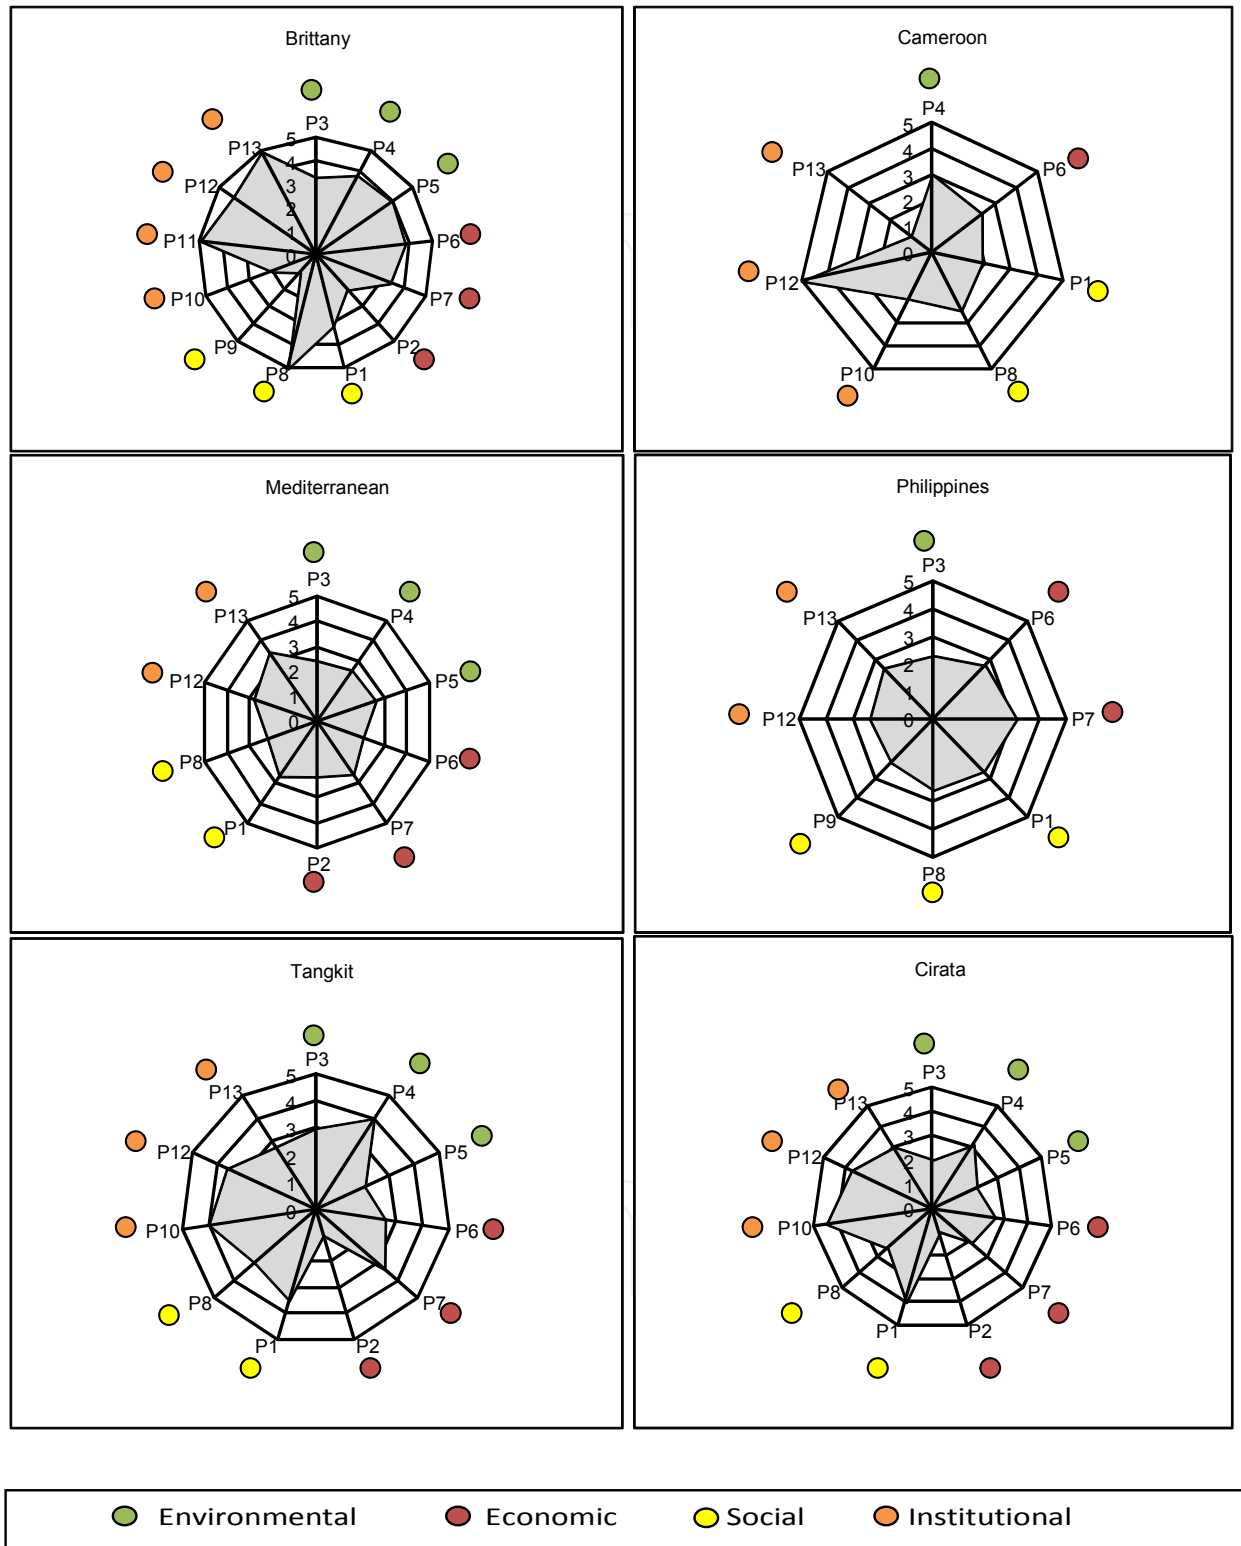 Brittany
P3
P4
P5
P6
P7
P2
P1
P8
P9
P10
P11
P12
P13
5
4
3
2
1
0
Cameroon
P4
P6
P1
P8
P10
P12
P13
5
4
3
2
1
0
Mediterranean
P3
P4
P5
P6
P7
P2
P1
P8
P12
P13
5
4
3
2
1
0
Philippines
P3
P6
P7
P1
P8
P9
P12
P13
5
4
3
2
1
0
Tangkit
P3
P4
P5
P6
P7
P2
P1
P8
P10
P12
P13
5
4
3
2
1
0
Cirata
P3
P4
P5
P6
P7
P2
P1
P8
P10
P12
P13
5
4
3
2
1
0
Environmental Economic Social Institutional